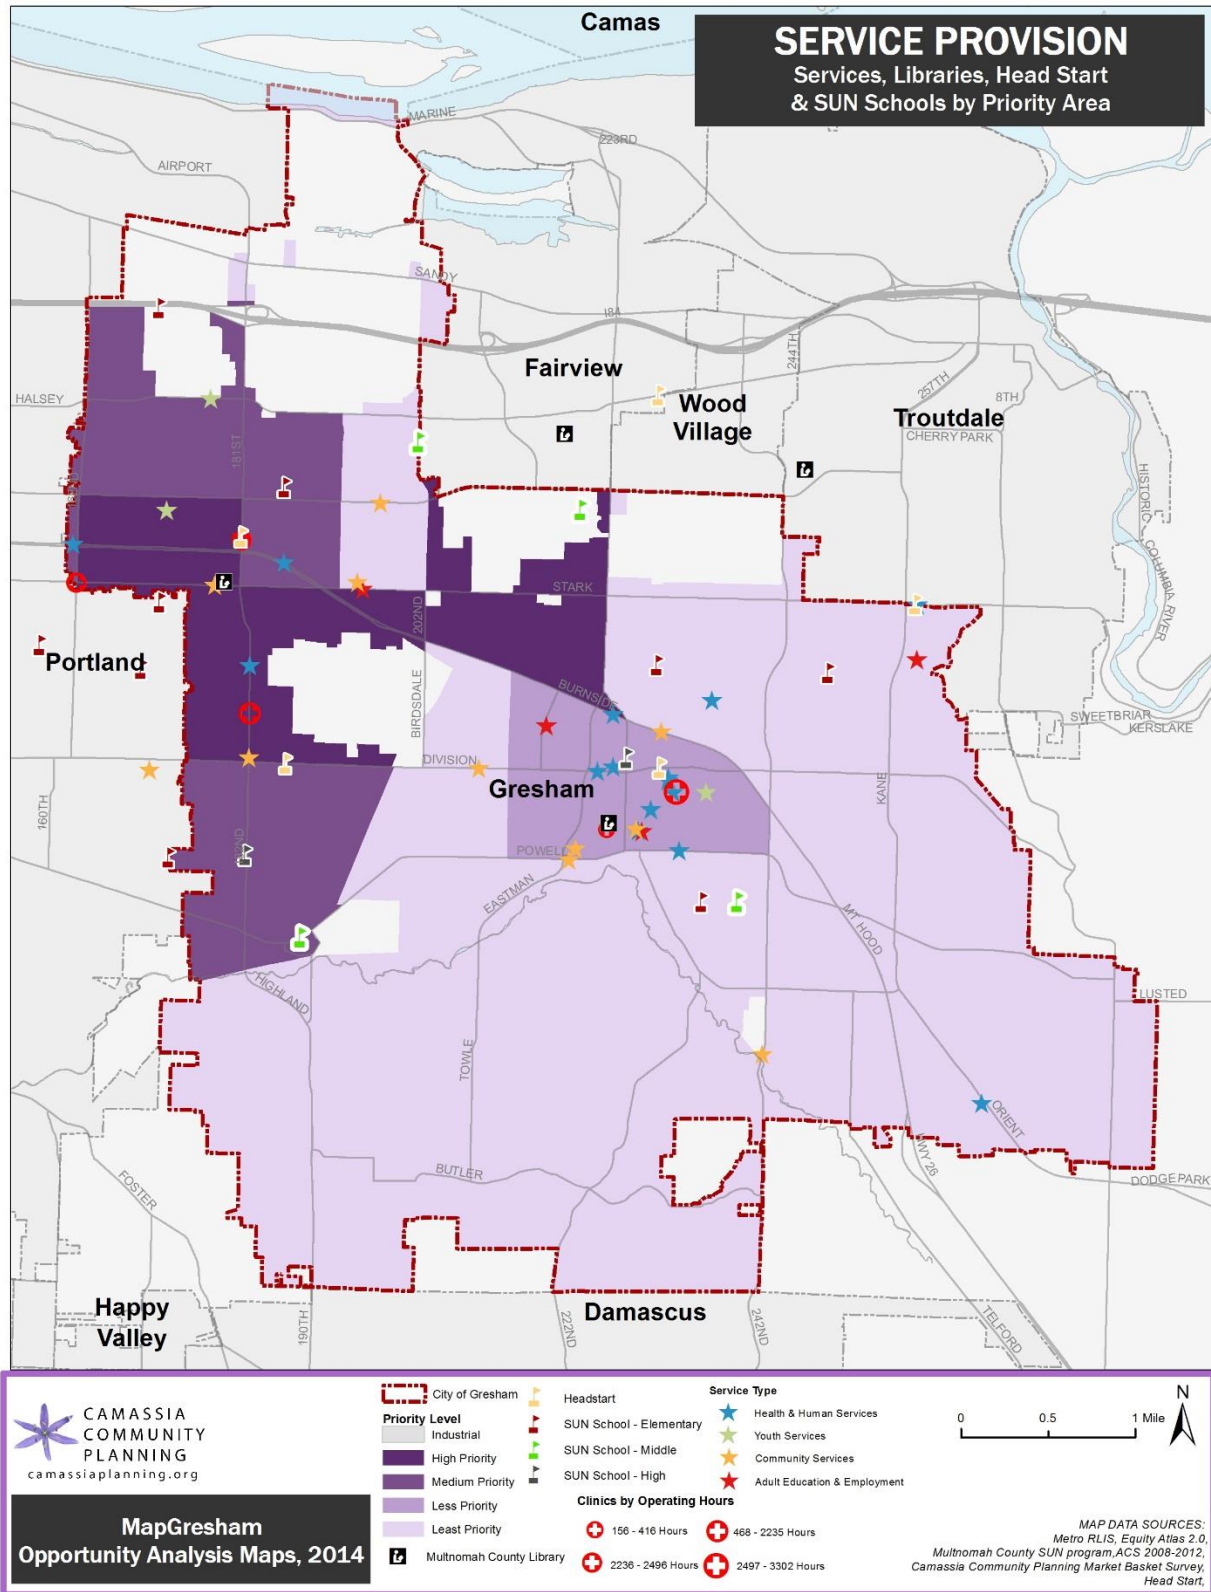 Camas
SERVICE PROVISION
Services, Libraries, Head Start
& SUN Schools by Priority Area
MARINE
223RD
AIRPORT
SANDY
I84
244TH
Fairview
Wood
Village
257TH
8TH
Troutdale
HALSEY
CHERRY PARK
181ST
HISTORIC
COLUMBIA RIVER
STARK
202ND
Portland
BURNSIDE
BIRDSDALE
SWEETBRIAR
KERSLAKE
DIVISION
Gresham
KANE
160TH
182ND
POWELL
EASTMAN
MT HOOD
HIGHLAND
LUSTED
TOWLE
ORIENT
HWY 26
BUTLER
DODGE PARK
FOSTER
Happy
Valley
Damascus
190TH
222ND
242ND
TELFORD
CAMASSIA
COMMUNITY
PLANNING
camassiaplanning.org
MapGresham
Opportunity Analysis Maps, 2014
City of Gresham
Priority Level
Industrial
High Priority
Medium Priority
Less Priority
Least Priority
Multnomah County Library
Headstart
SUN School - Elementary
SUN School - Middle
SUN School - High
Service Type
Health & Human Services
Youth Services
Community Services
Adult Education & Employment
Clinics by Operating Hours
156 - 416 Hours
468 - 2235 Hours
2236 - 2496 Hours
2497 - 3302 Hours
0 0.5 1 Mile
N
MAP DATA SOURCES:
Metro RLIS, Equity Atlas 2.0,
Multnomah County SUN program,ACS 2008-2012,
Camassia Community Planning Market Basket Survey,
Head Start,